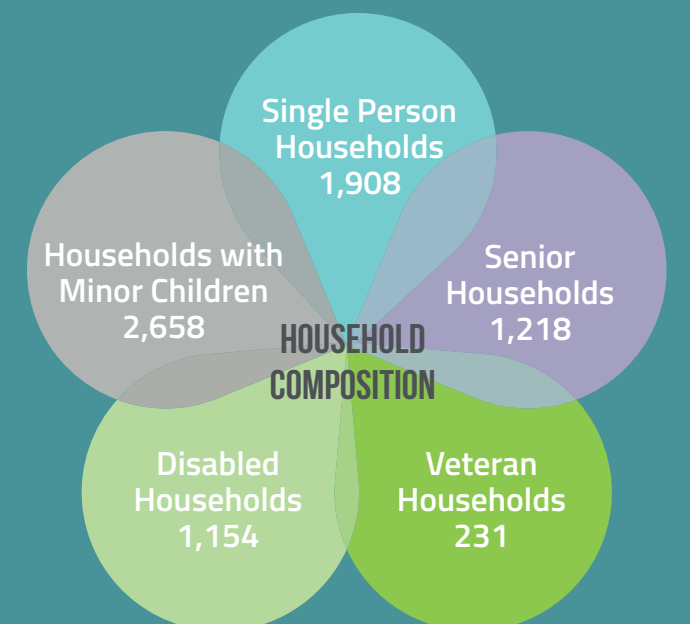 Single Person
Households
1,908
Households with
Minor Children
2,658
Senior
Households
1,218
HOUSEHOLD
COMPOSITION
Disabled
Households
1,154
Veteran
Households
231